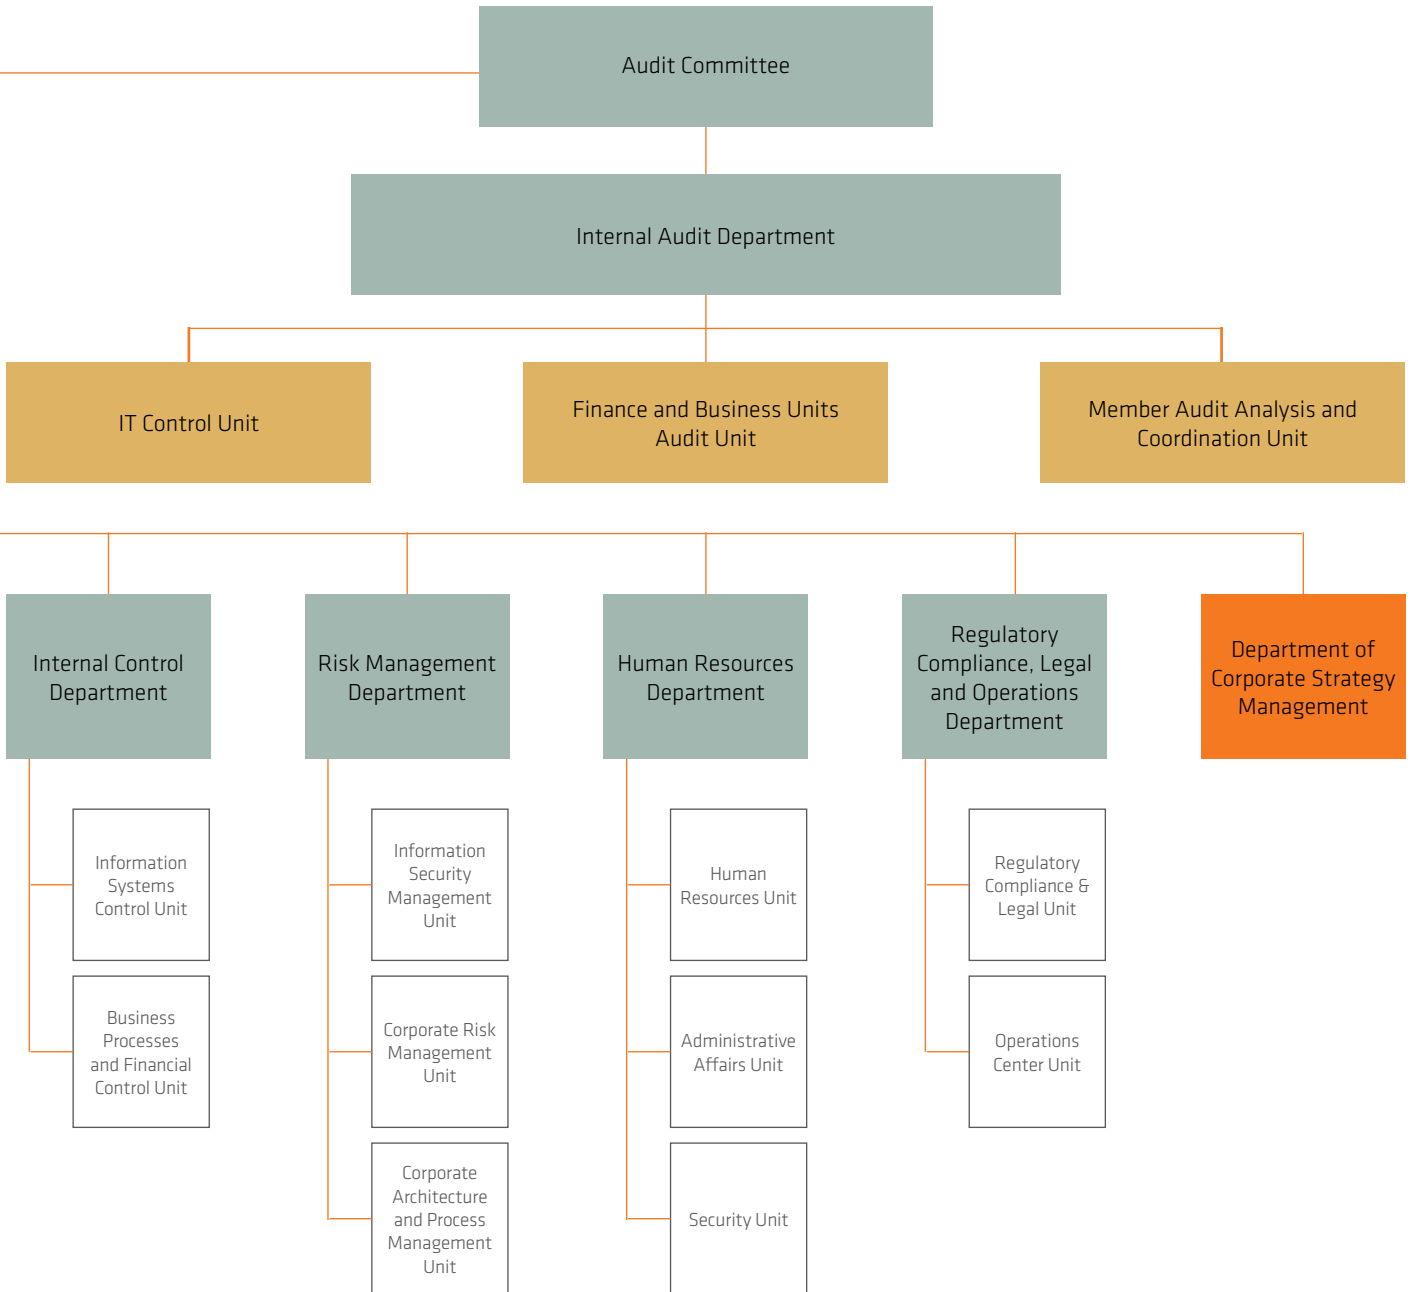 Audit Committee
Internal Audit Department
IT Control Unit
Finance and Business Units
Audit Unit
Member Audit Analysis and
Coordination Unit
Internal Control
Department
Risk Management
Department
Human Resources
Department
Regulatory
Compliance, Legal
and Operations
Department
Department of
Corporate Strategy
Management
Information
Systems
Control Unit
Business
Processes
and Financial
Control Unit
Information
Security
Management
Unit
Corporate Risk
Management
Unit
Corporate
Architecture
and Process
Management
Unit
Human
Resources Unit
Administrative
Affairs Unit
Security Unit
Regulatory
Compliance &
Legal Unit
Operations
Center Unit